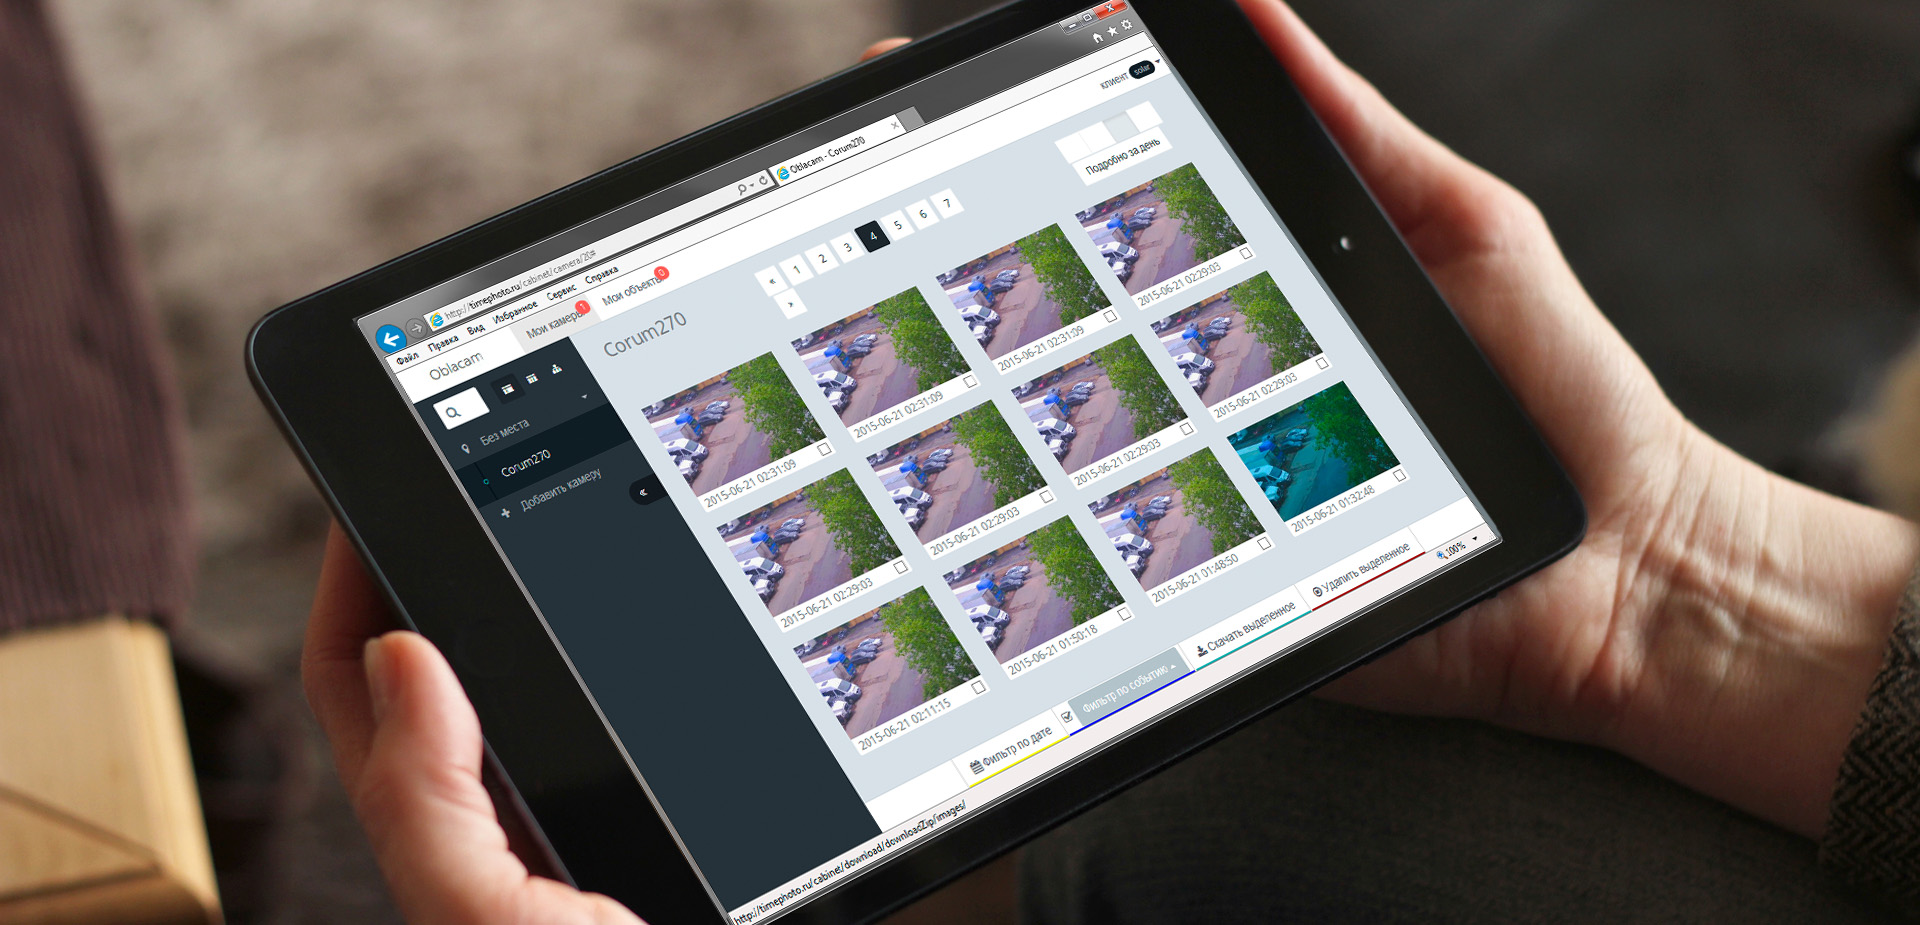 Oblacam - Corum270
http://timephoto.ru/cabinet/camera/20#
Файл Правка Вид Избранное Сервис Справка
Oblacam
Мои камеры 1
Мои объекты 0
клиент solar
Без места
Corum270
Добавить камеру
«
Corum270
« 1 2 3 4 5 6 7
›
Подробно за день
2015-06-21 02:31:09
2015-06-21 02:31:09
2015-06-21 02:31:09
2015-06-21 02:29:03
2015-06-21 02:29:03
2015-06-21 02:29:03
2015-06-21 02:29:03
2015-06-21 02:29:03
2015-06-21 02:11:15
2015-06-21 01:50:18
2015-06-21 01:48:50
2015-06-21 01:32:48
Фильтр по дате
Фильтр по событию
Скачать выделенное
Удалить выделенное
http://timephoto.ru/cabinet/download/downloadZip/images/
100%